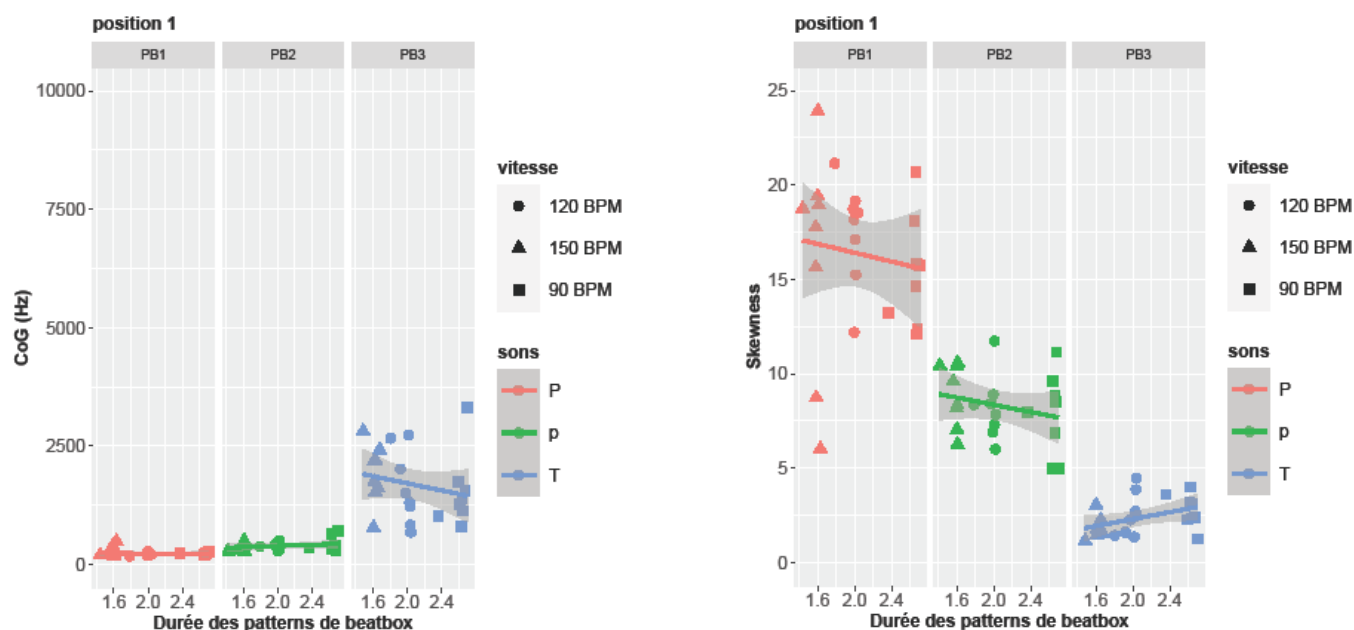 position 1
PB1 PB2 PB3
10000
7500
5000
2500
0
CoG (Hz)
1.6 2.0 2.4 1.6 2.0 2.4 1.6 2.0 2.4
Durée des patterns de beatbox
vitesse
120 BPM
150 BPM
90 BPM
sons
P
p
T
position 1
PB1 PB2 PB3
25
20
15
10
5
0
Skewness
1.6 2.0 2.4 1.6 2.0 2.4 1.6 2.0 2.4
Durée des patterns de beatbox
vitesse
120 BPM
150 BPM
90 BPM
sons
P
p
T